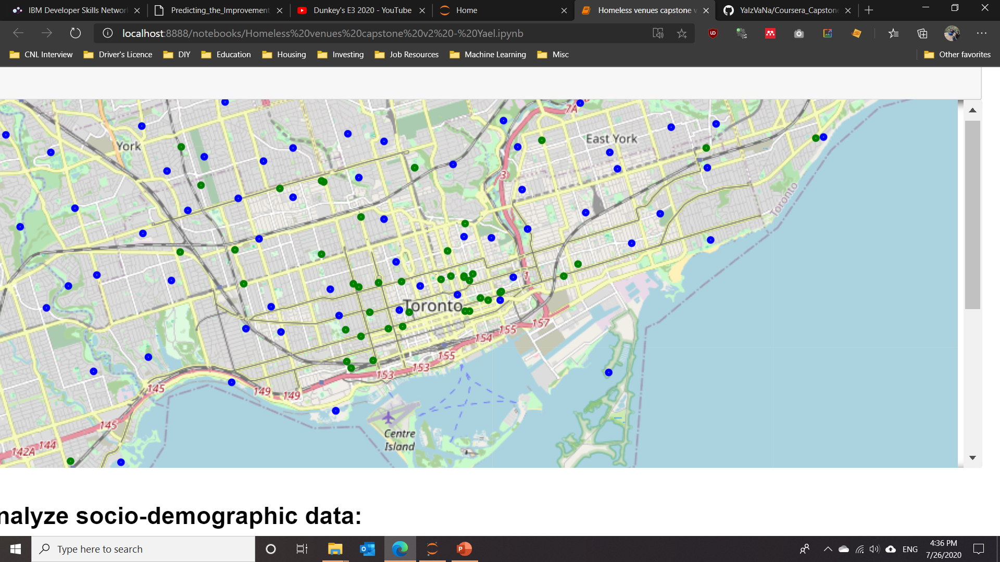 IBM Developer Skills Networ
Predicting_the_Improvement
Dunkey's E3 2020 - YouTube
Home
Homeless venues capstone v
YalzVaNa/Coursera_Capstone
localhost:8888/notebooks/Homeless%20venues%20capstone%20v2%20-%20Yael.ipynb
CNL Interview
Driver's Licence
DIY
Education
Housing
Investing
Job Resources
Machine Learning
Misc
Other favorites
7A
York
East York
3
Toronto
1
Toronto
157
155
154
155
153
153
145
149
149
145
Centre
Island
144
142A
nalyze socio-demographic data:
Type here to search
ENG
4:36 PM
7/26/2020